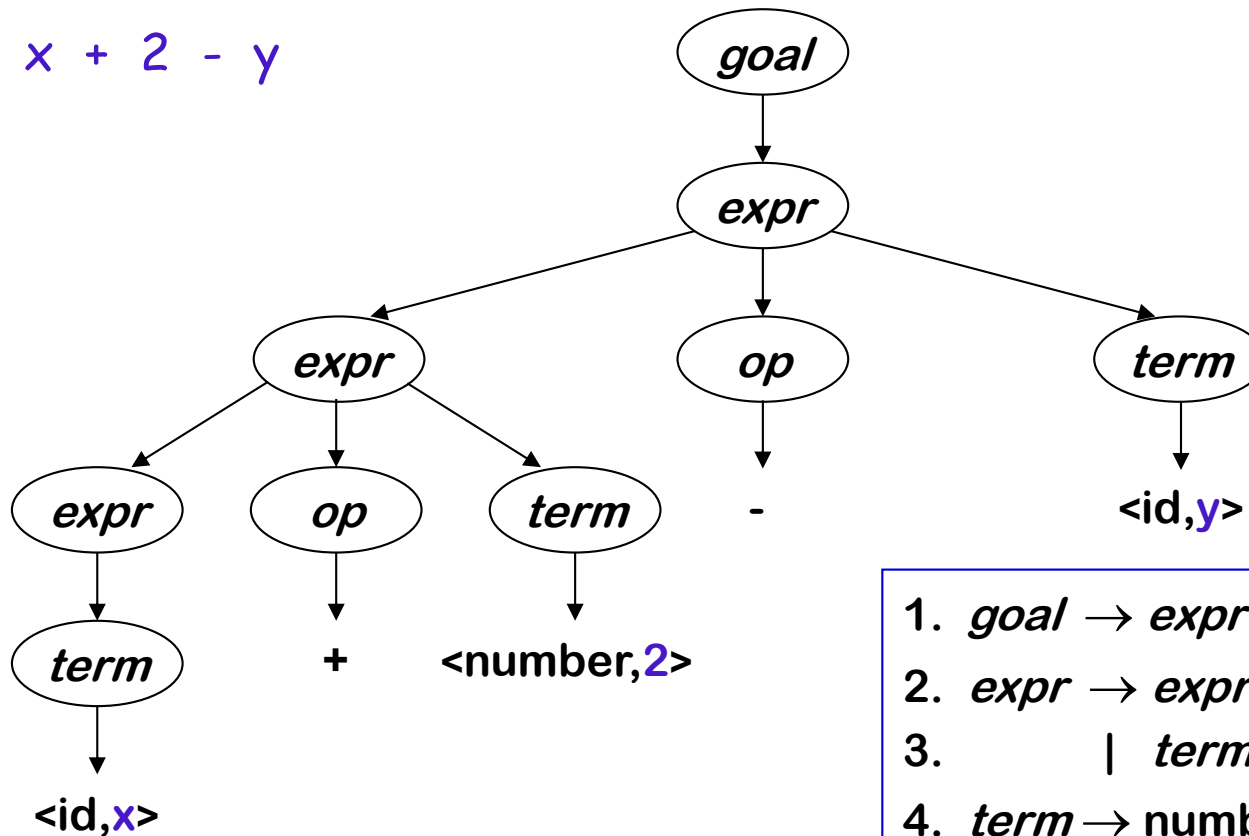 x + 2 - y
goal
expr
expr op term
expr op term - <id,y>
term + <number,2>
<id,x>
1. goal → expr
2. expr → expr
3. | term
4. term →